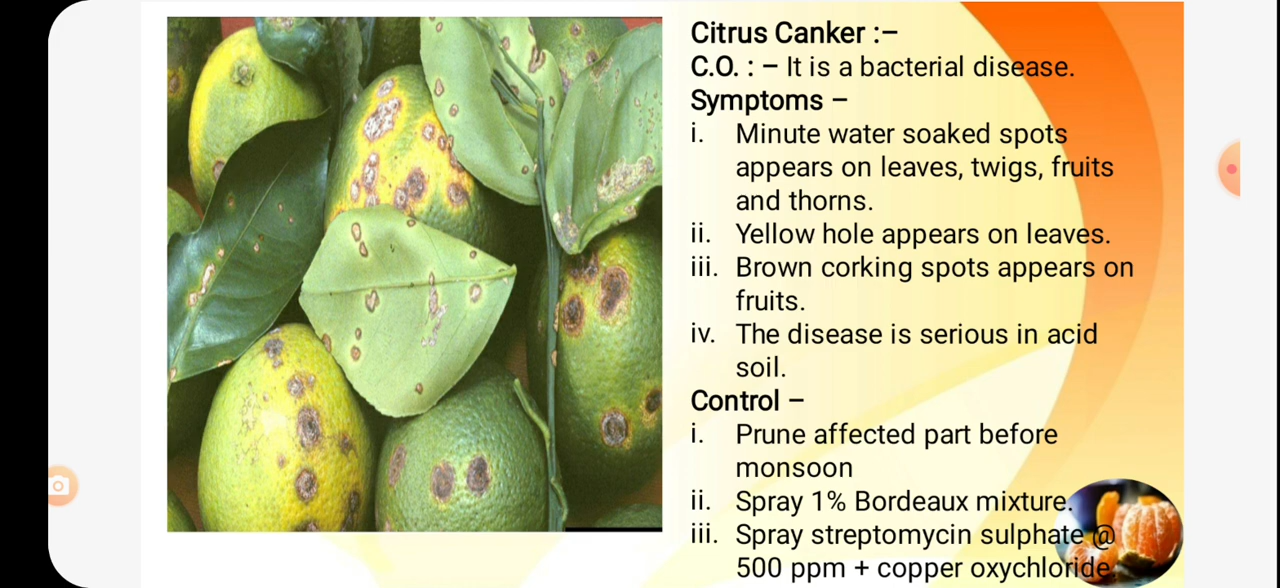 Citrus Canker :–
C.O. : – It is a bacterial disease.
Symptoms –
i. Minute water soaked spots
appears on leaves, twigs, fruits
and thorns.
ii. Yellow hole appears on leaves.
iii. Brown corking spots appears on
fruits.
iv. The disease is serious in acid
soil.
Control –
i. Prune affected part before
monsoon
ii. Spray 1% Bordeaux mixture.
iii. Spray streptomycin sulphate @
500 ppm + copper oxychloride